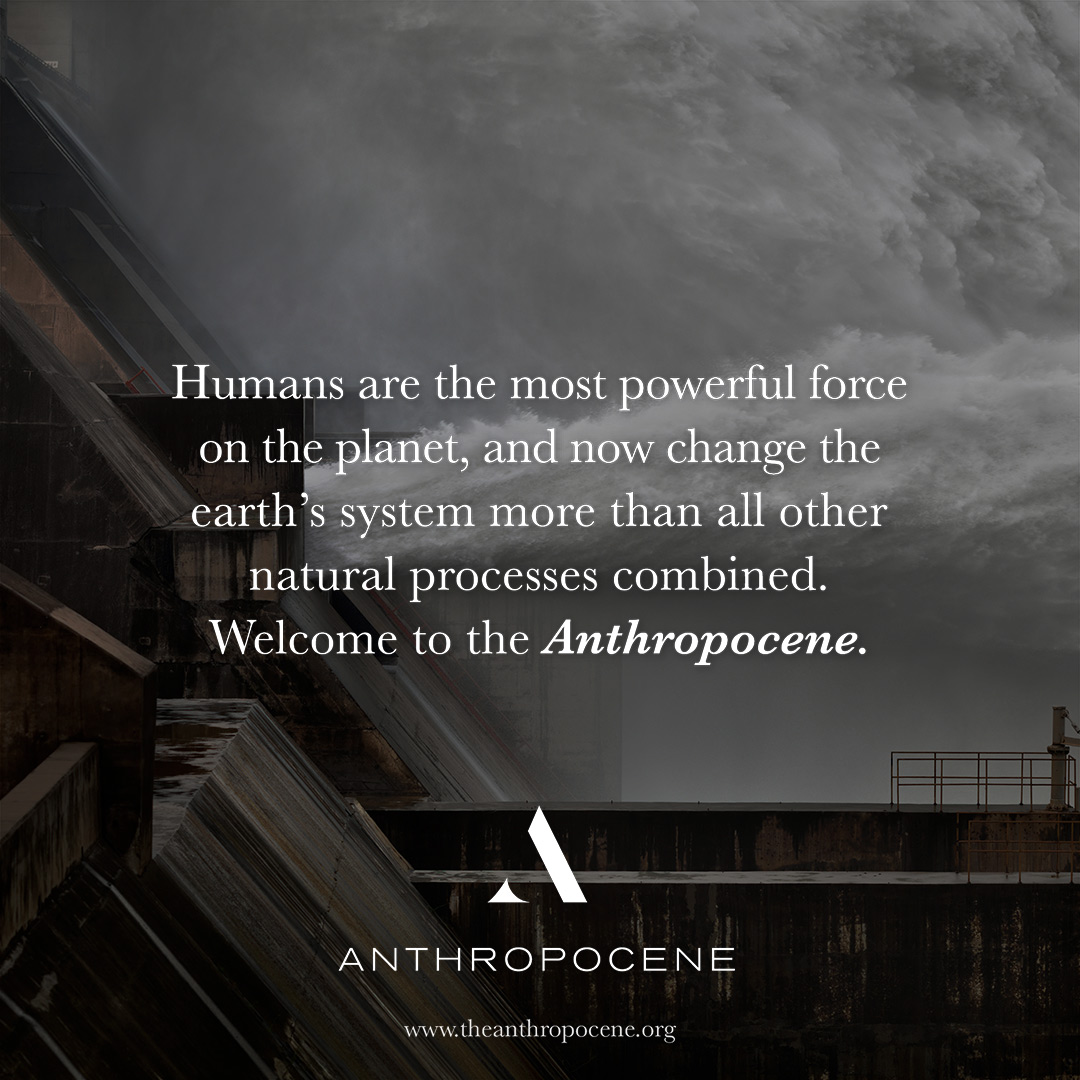 Humans are the most powerful force
on the planet, and now change the
earth's system more than all other
natural processes combined.
Welcome to the Anthropocene.
ANTHROPOCENE
www.theanthropocene.org